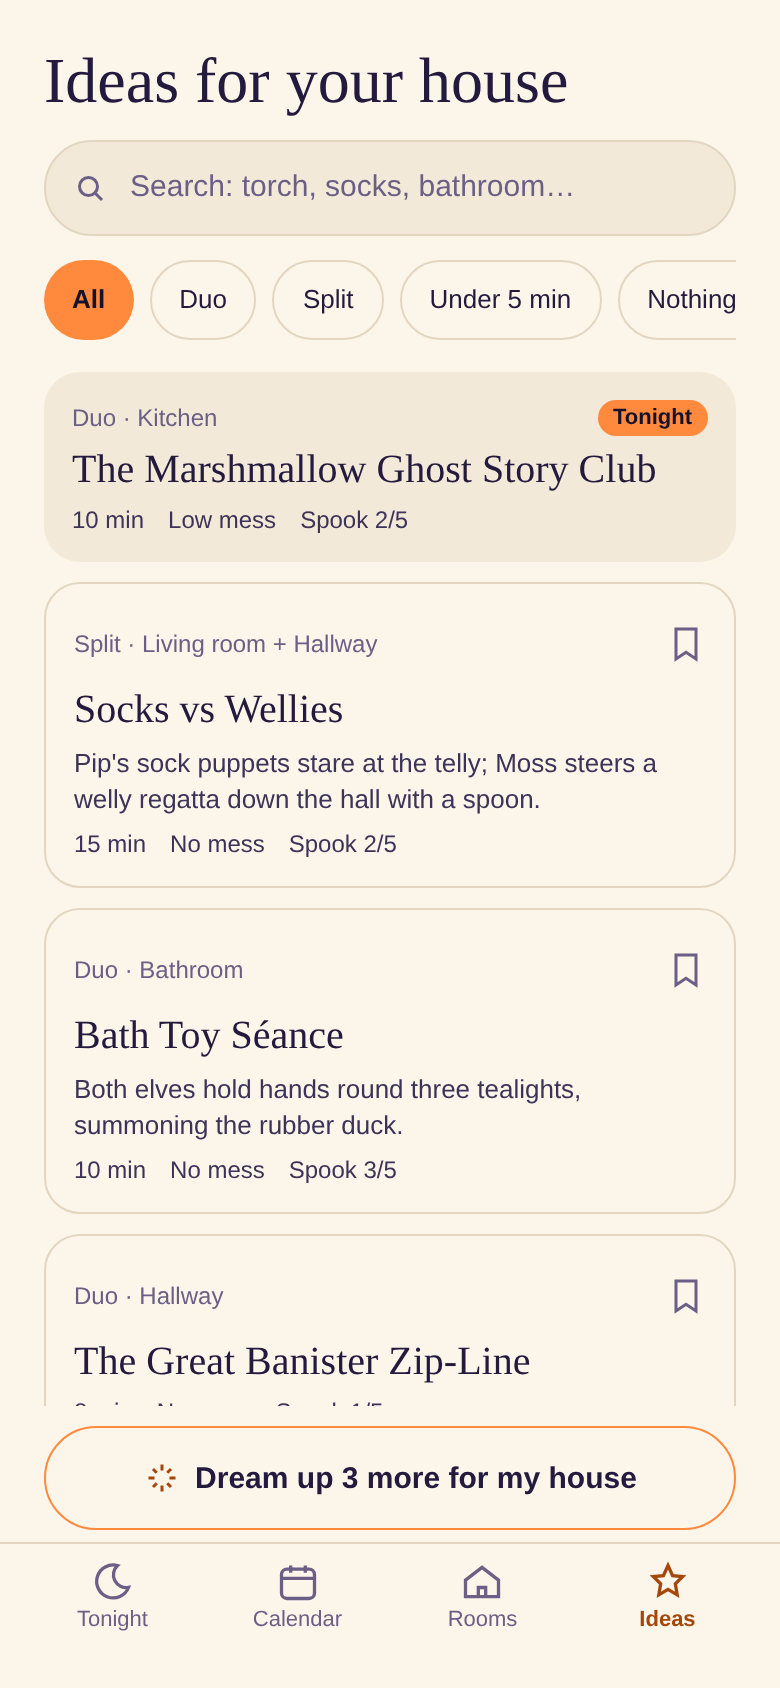 Ideas for your house
Search: torch, socks, bathroom…
All
Duo
Split
Under 5 min
Nothing
Duo · Kitchen
Tonight
The Marshmallow Ghost Story Club
10 min Low mess Spook 2/5
Split · Living room + Hallway
Socks vs Wellies
Pip's sock puppets stare at the telly; Moss steers a
welly regatta down the hall with a spoon.
15 min No mess Spook 2/5
Duo · Bathroom
Bath Toy Séance
Both elves hold hands round three tealights,
summoning the rubber duck.
10 min No mess Spook 3/5
Duo · Hallway
The Great Banister Zip-Line
Dream up 3 more for my house
Tonight
Calendar
Rooms
Ideas